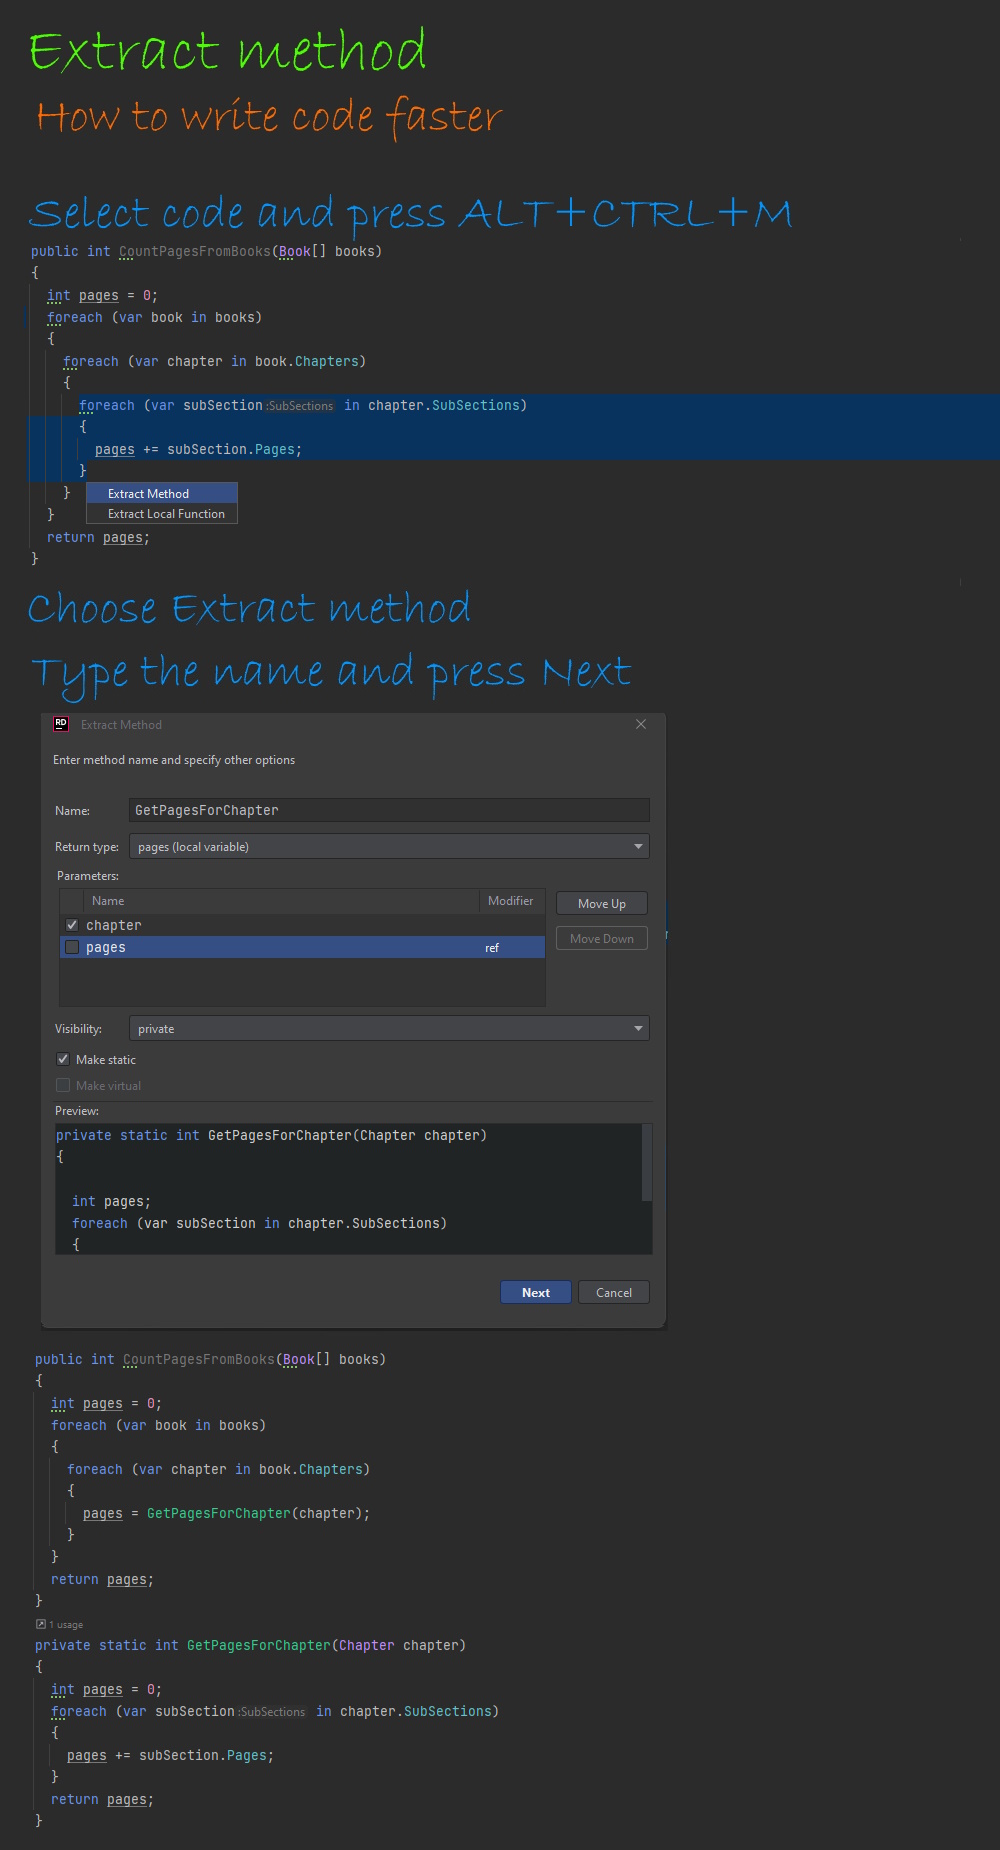 Extract method
How to write code faster
Select code and press ALT+CTRL+M
public int CountPagesFromBooks(Book[] books)
{
int pages = 0;
foreach (var book in books)
{
foreach (var chapter in book.Chapters)
{
foreach (var subSection :SubSections in chapter.SubSections)
{
pages += subSection.Pages;
}
}
Extract Method
Extract Local Function
}
return pages;
}
Choose Extract method
Type the name and press Next
RD Extract Method
Enter method name and specify other options
Name: GetPagesForChapter
Return type: pages (local variable)
Parameters:
Name Modifier
Move Up
chapter
pages ref
Move Down
Visibility: private
Make static
Make virtual
Preview:
private static int GetPagesForChapter(Chapter chapter)
{
int pages;
foreach (var subSection in chapter.SubSections)
{
Next Cancel
public int CountPagesFromBooks(Book[] books)
{
int pages = 0;
foreach (var book in books)
{
foreach (var chapter in book.Chapters)
{
pages = GetPagesForChapter(chapter);
}
}
return pages;
}
1 usage
private static int GetPagesForChapter(Chapter chapter)
{
int pages = 0;
foreach (var subSection :SubSections in chapter.SubSections)
{
pages += subSection.Pages;
}
return pages;
}